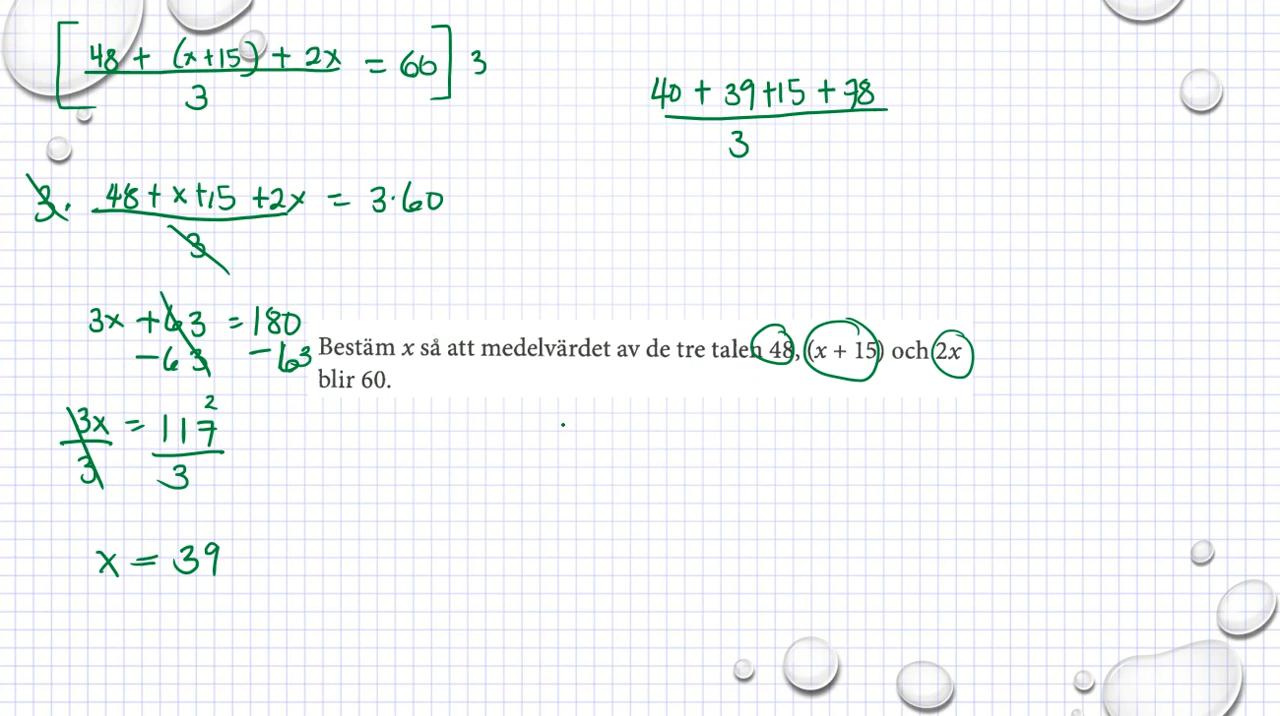 [ 48 + (x+15) + 2x / 3 = 60 ] 3
40 + 39+15 + 78 / 3
3. 48 + x+15 +2x / 3 = 3·60
3x + 63 = 180
-63 -63
Bestäm x så att medelvärdet av de tre talen 48, (x + 15) och 2x
blir 60.
3x / 3 = 117² / 3
x = 39